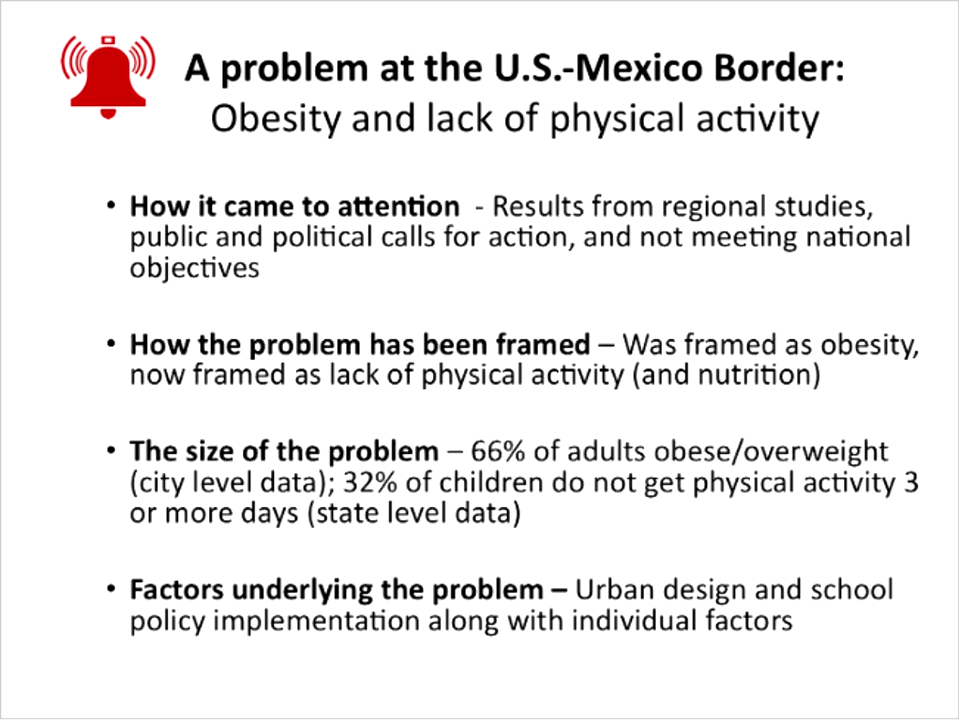 A problem at the U.S.-Mexico Border:
Obesity and lack of physical activity
• How it came to attention - Results from regional studies,
public and political calls for action, and not meeting national
objectives
• How the problem has been framed – Was framed as obesity,
now framed as lack of physical activity (and nutrition)
• The size of the problem – 66% of adults obese/overweight
(city level data); 32% of children do not get physical activity 3
or more days (state level data)
• Factors underlying the problem – Urban design and school
policy implementation along with individual factors